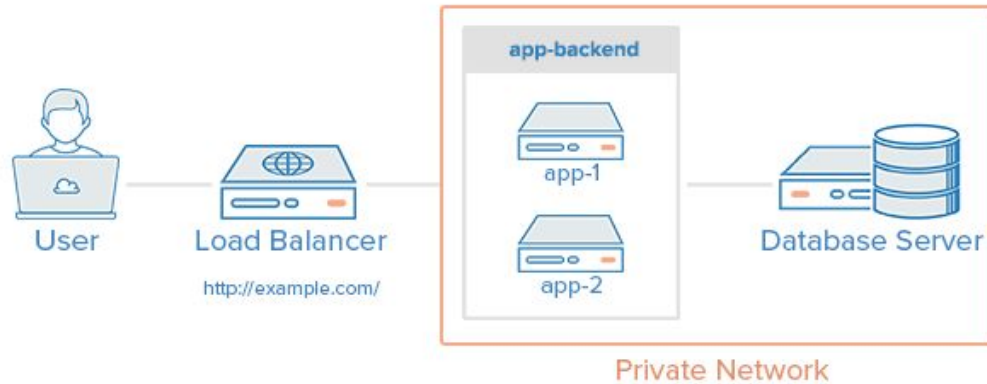 app-backend
app-1
app-2
User
Load Balancer
http://example.com/
Database Server
Private Network